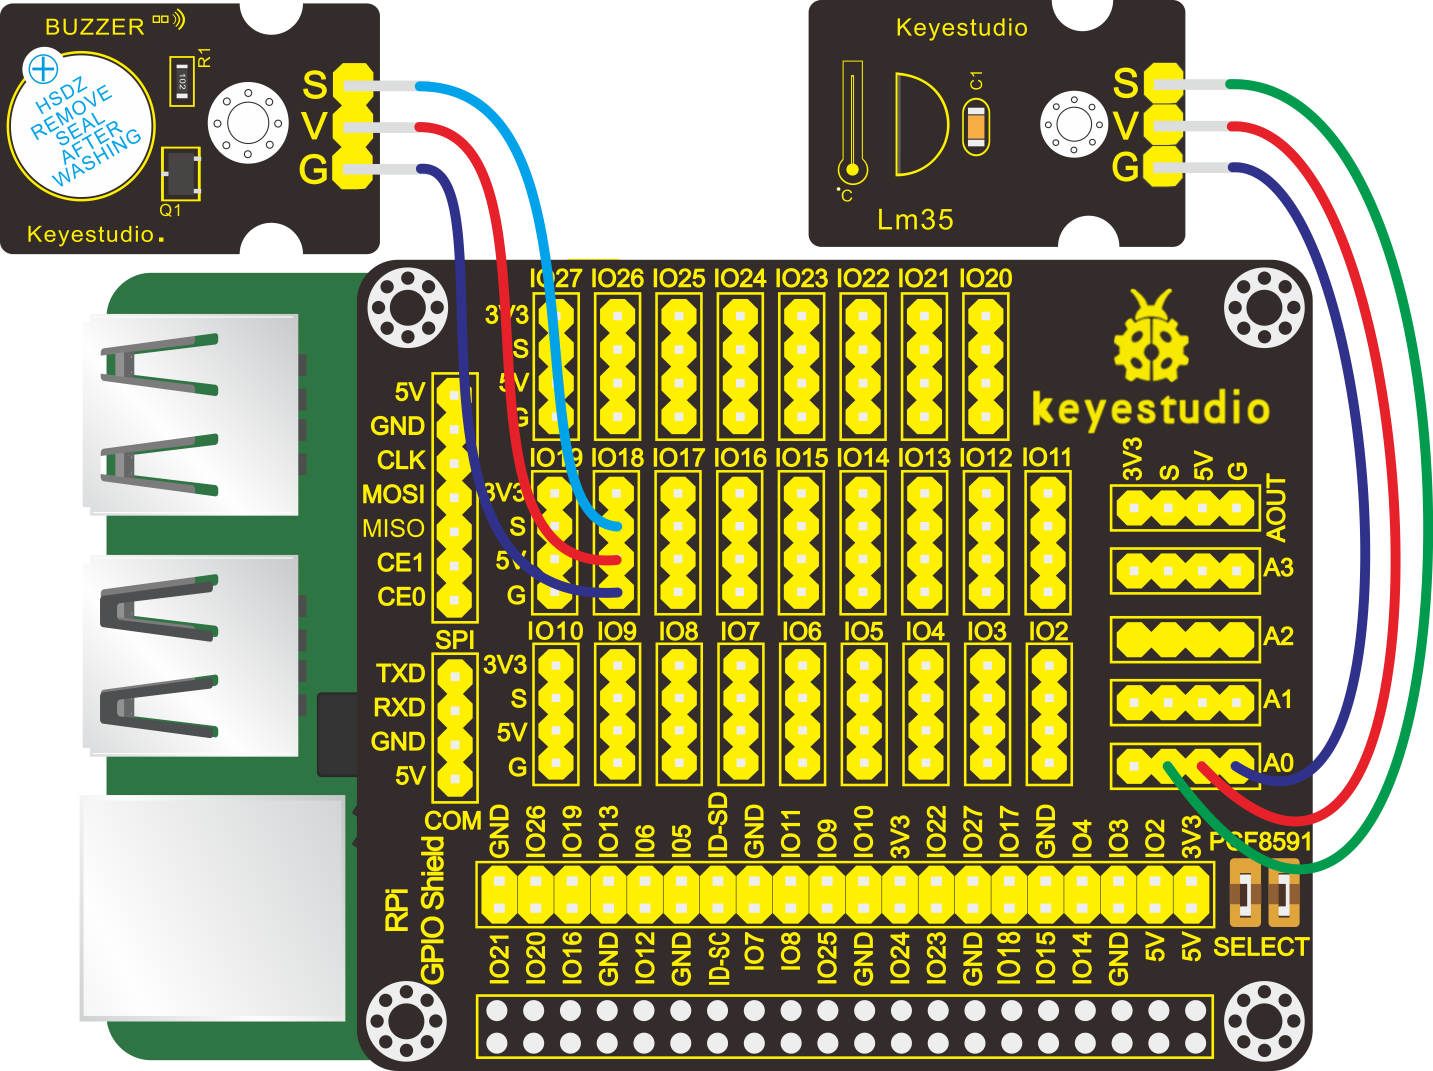 BUZZER
R1
102
HSDZ
REMOVE
SEAL
AFTER
WASHING
Q1
Keyestudio.
S
V
G
Keyestudio
C1
°C
Lm35
S
V
G
IO27 IO26 IO25 IO24 IO23 IO22 IO21 IO20
3V3
S
5V
G
keyestudio
5V
GND
CLK
MOSI
MISO
CE1
CE0
SPI
IO19 IO18 IO17 IO16 IO15 IO14 IO13 IO12 IO11
3V3
S
5V
G
3V3 S 5V G
AOUT
A3
A2
A1
A0
IO10 IO9 IO8 IO7 IO6 IO5 IO4 IO3 IO2
3V3
S
5V
G
TXD
RXD
GND
5V
COM
RPi
GPIO Shield
GND IO26 IO19 IO13 I06 I05 ID-SD GND IO11 IO9 IO10 3V3 IO22 IO27 IO17 GND IO4 IO3 IO2 3V3
PCF8591
IO21 IO20 IO16 GND IO12 GND ID-SC IO7 IO8 IO25 GND IO24 IO23 GND IO18 IO15 IO14 GND 5V 5V
SELECT